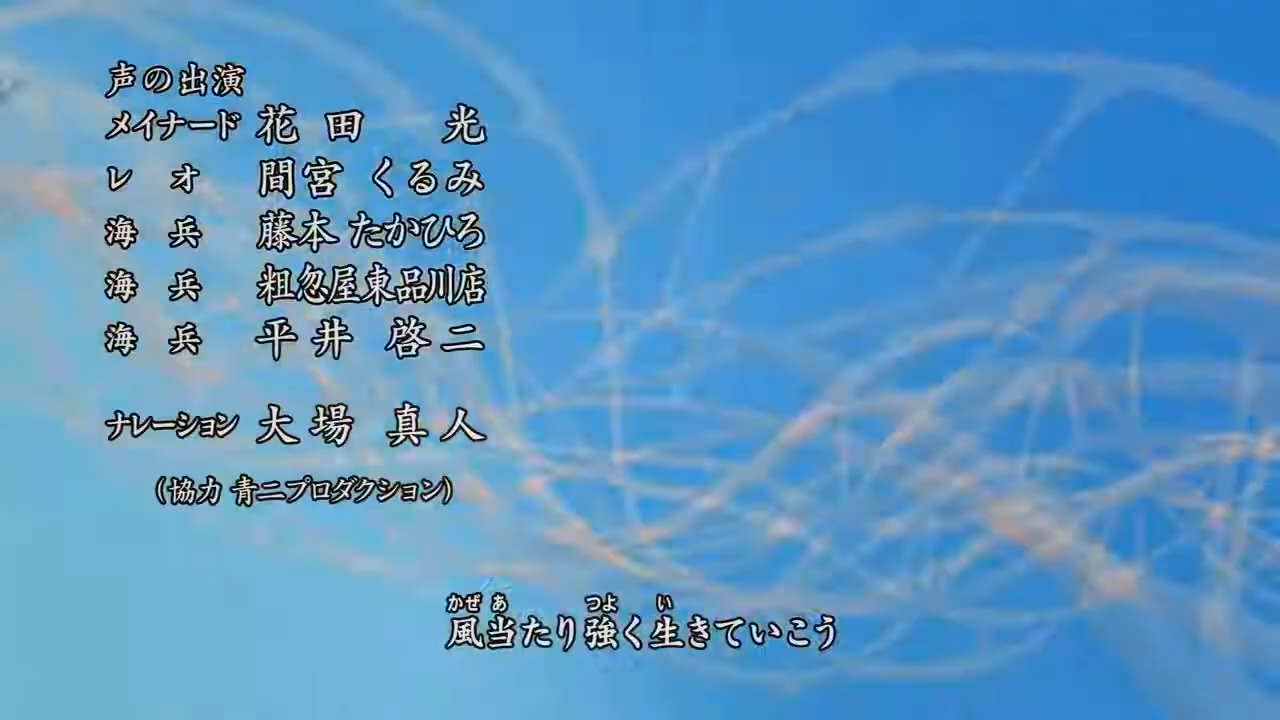 声の出演
メイナード 花田 光
レオ 間宮 くるみ
海兵 藤本 たかひろ
海兵 粗忽屋東品川店
海兵 平井 啓二
ナレーション 大場 真人
(協力 青二プロダクション)
かぜ あ つよ い
風当たり強く生きていこう